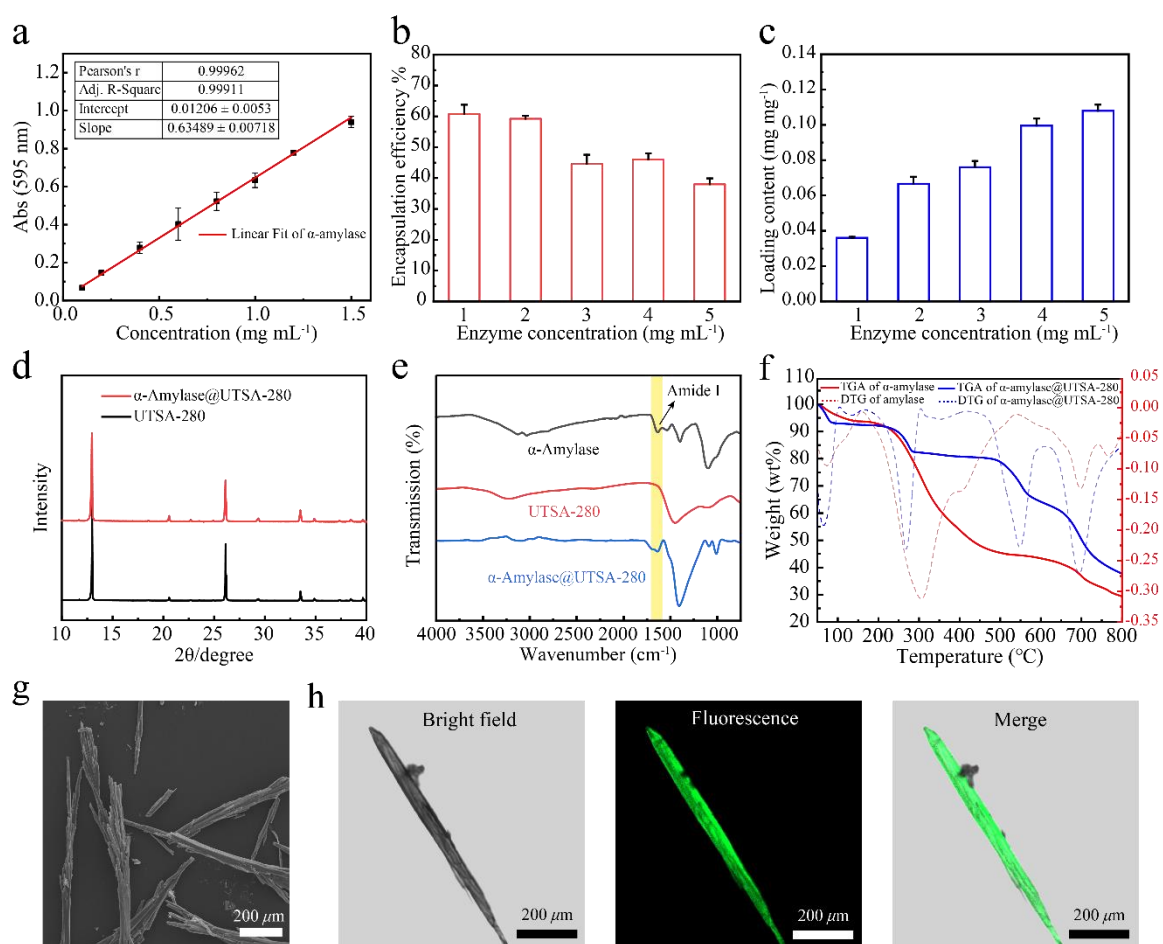 a
1.2
1.0
0.8
0.6
0.4
0.2
0.0
Abs (595 nm)
Pearson's r 0.99962
Adj. R-Square 0.99911
Intercept 0.01206 ± 0.0053
Slope 0.63489 ± 0.00718
Linear Fit of α-amylase
0.0 0.5 1.0 1.5
Concentration (mg mL⁻¹)
b
80
70
60
50
40
30
20
10
0
Encapsulation efficiency %
1 2 3 4 5
Enzyme concentration (mg mL⁻¹)
c
0.14
0.12
0.10
0.08
0.06
0.04
0.02
0.00
Loading content (mg mg⁻¹)
1 2 3 4 5
Enzyme concentration (mg mL⁻¹)
d
α-Amylase@UTSA-280
UTSA-280
Intensity
10 15 20 25 30 35 40
2θ/degree
e
Amide I
α-Amylase
UTSA-280
α-Amylase@UTSA-280
Transmission (%)
4000 3500 3000 2500 2000 1500 1000
Wavenumber (cm⁻¹)
f
TGA of α-amylase TGA of α-amylase@UTSA-280
DTG of amylase DTG of α-amylase@UTSA-280
110
100
90
80
70
60
50
40
30
20
Weight (wt%)
0.05
0.00
-0.05
-0.10
-0.15
-0.20
-0.25
-0.30
-0.35
100 200 300 400 500 600 700 800
Temperature (°C)
g
200 μm
h
Bright field
200 μm
Fluorescence
200 μm
Merge
200 μm